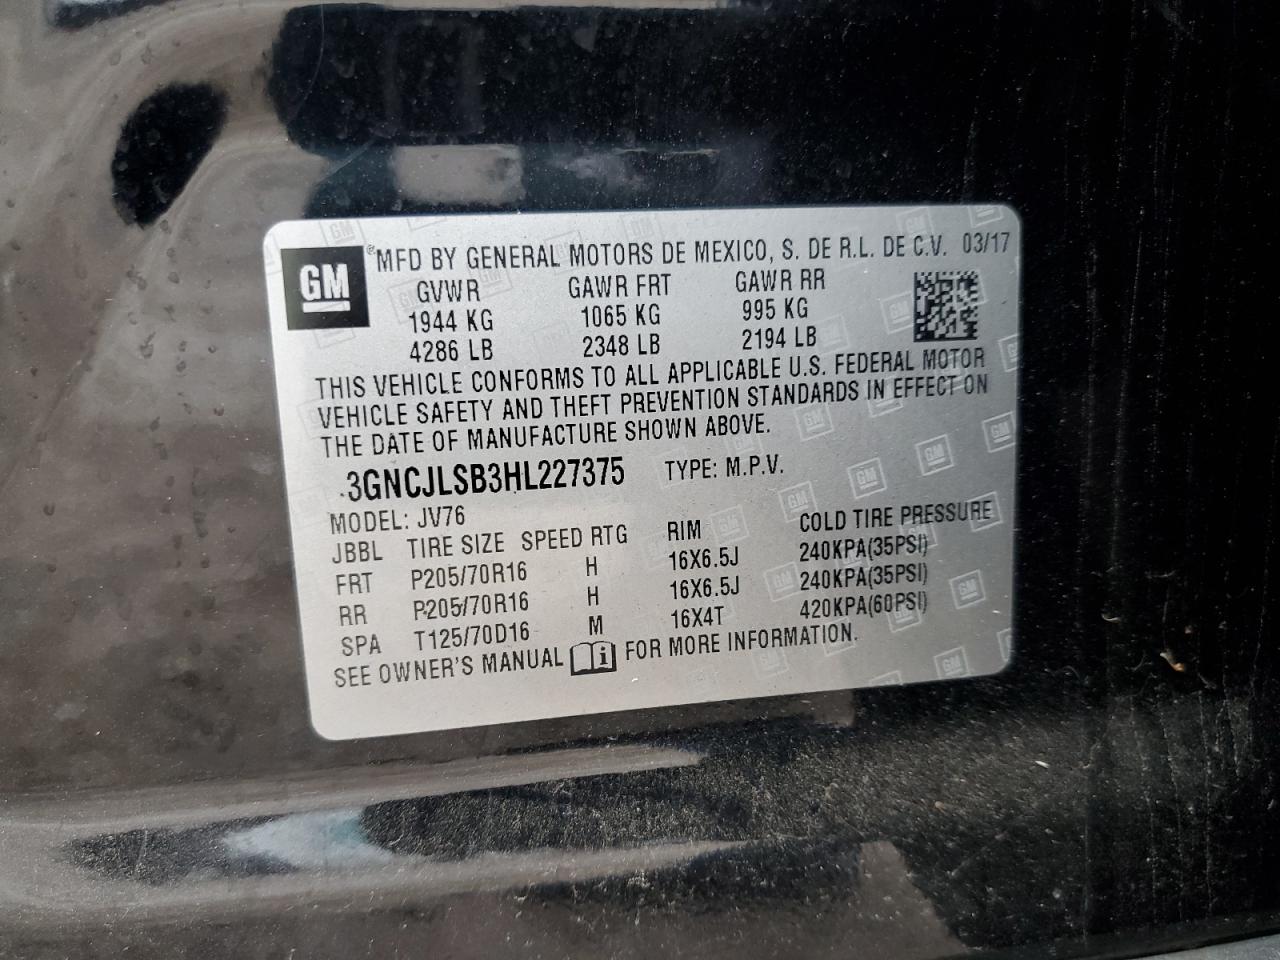 GM ® MFD BY GENERAL MOTORS DE MEXICO, S. DE R.L. DE C.V. 03/17
GVWR GAWR FRT GAWR RR
1944 KG 1065 KG 995 KG
4286 LB 2348 LB 2194 LB
THIS VEHICLE CONFORMS TO ALL APPLICABLE U.S. FEDERAL MOTOR
VEHICLE SAFETY AND THEFT PREVENTION STANDARDS IN EFFECT ON
THE DATE OF MANUFACTURE SHOWN ABOVE.
3GNCJLSB3HL227375 TYPE: M.P.V.
MODEL: JV76
JBBL TIRE SIZE SPEED RTG RIM COLD TIRE PRESSURE
FRT P205/70R16 H 16X6.5J 240KPA(35PSI)
RR P205/70R16 H 16X6.5J 240KPA(35PSI)
SPA T125/70D16 M 16X4T 420KPA(60PSI)
SEE OWNER'S MANUAL FOR MORE INFORMATION.